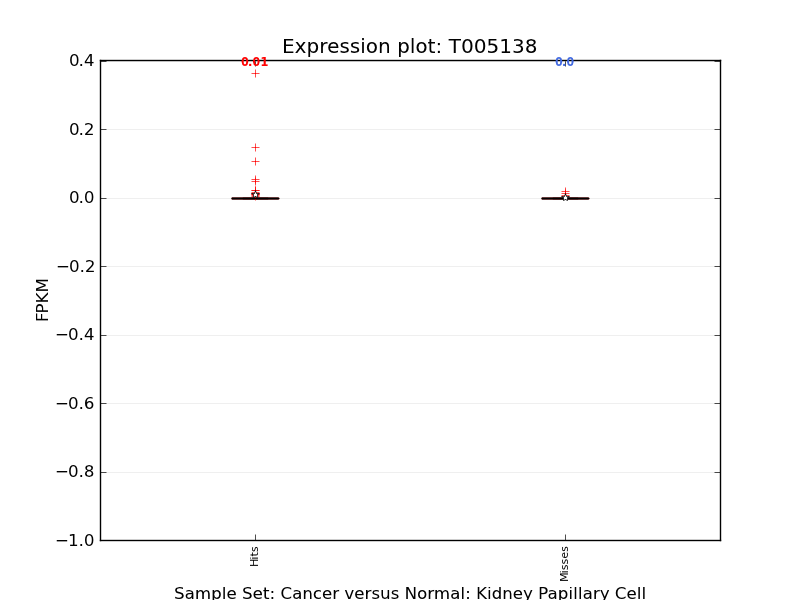 Expression plot: T005138
0.01
0.0
0.4
0.2
0.0
−0.2
−0.4
−0.6
−0.8
−1.0
FPKM
Hits
Misses
Sample Set: Cancer versus Normal: Kidney Papillary Cell